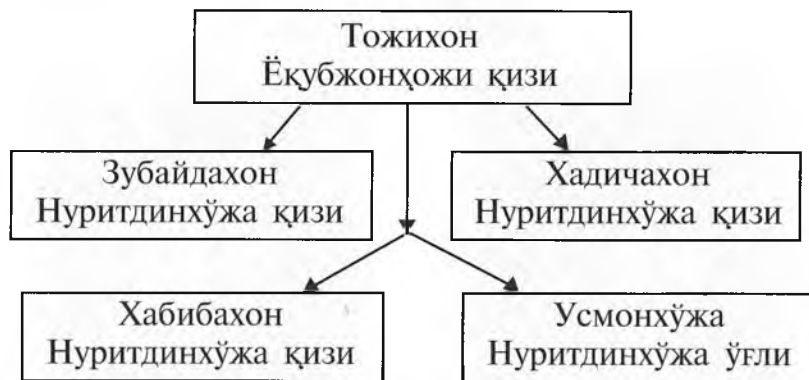 Тожихон
Ёқубжонҳожи қизи
Зубайдахон
Нуритдинхўжа қизи
Хадичахон
Нуритдинхўжа қизи
Хабибахон
Нуритдинхўжа қизи
Усмонхўжа
Нуритдинхўжа ўғли